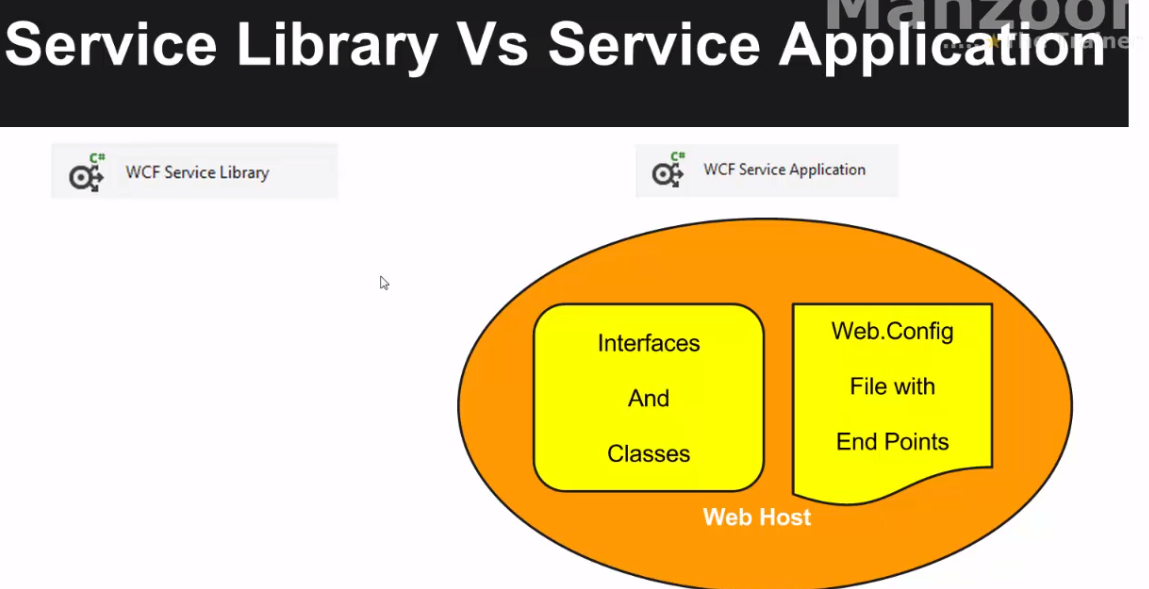 Manzoor
..... The Trainer
Service Library Vs Service Application
C#
WCF Service Library
C#
WCF Service Application
Interfaces
And
Classes
Web.Config
File with
End Points
Web Host